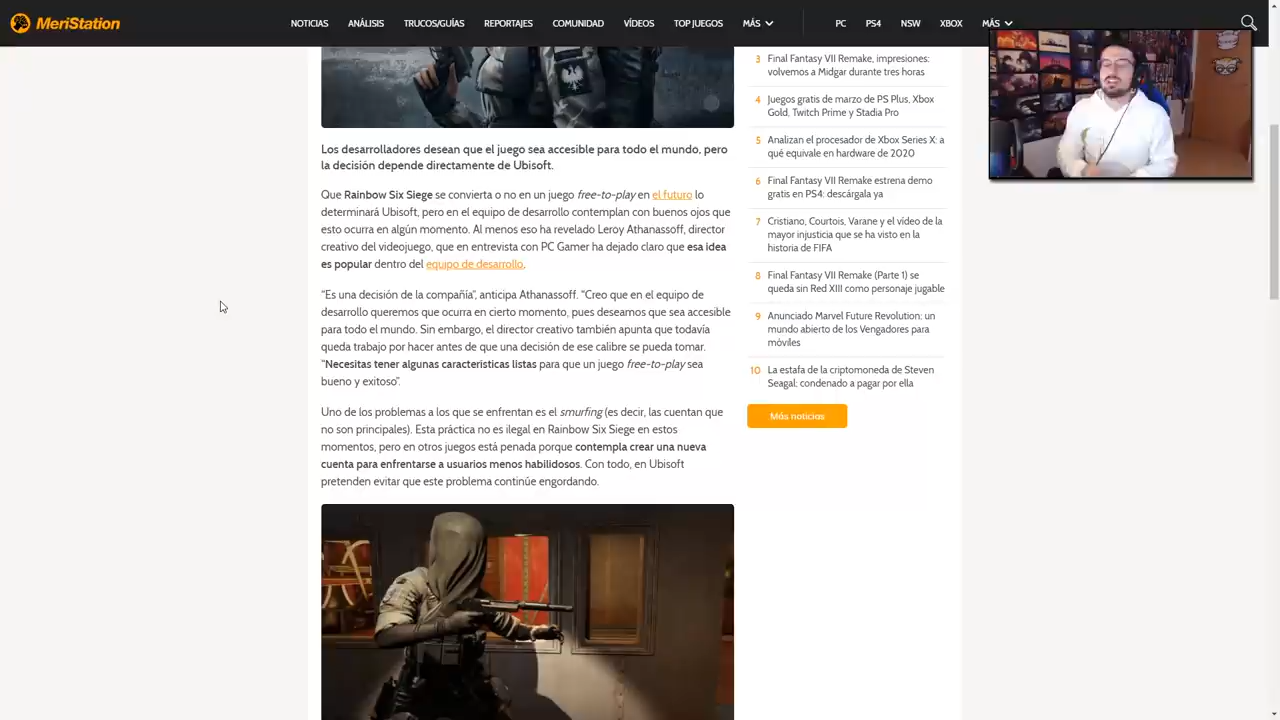 MeriStation
NOTICIAS ANÁLISIS TRUCOS/GUÍAS REPORTAJES COMUNIDAD VÍDEOS TOP JUEGOS MÁS PC PS4 NSW XBOX MÁS
Los desarrolladores desean que el juego sea accesible para todo el mundo, pero
la decisión depende directamente de Ubisoft.
Que Rainbow Six Siege se convierta o no en un juego free-to-play en el futuro lo
determinará Ubisoft, pero en el equipo de desarrollo contemplan con buenos ojos que
esto ocurra en algún momento. Al menos eso ha revelado Leroy Athanassoff, director
creativo del videojuego, que en entrevista con PC Gamer ha dejado claro que esa idea
es popular dentro del equipo de desarrollo.
"Es una decisión de la compañía", anticipa Athanassoff. "Creo que en el equipo de
desarrollo queremos que ocurra en cierto momento, pues deseamos que sea accesible
para todo el mundo. Sin embargo, el director creativo también apunta que todavía
queda trabajo por hacer antes de que una decisión de ese calibre se pueda tomar.
"Necesitas tener algunas características listas para que un juego free-to-play sea
bueno y exitoso".
Uno de los problemas a los que se enfrentan es el smurfing (es decir, las cuentan que
no son principales). Esta práctica no es ilegal en Rainbow Six Siege en estos
momentos, pero en otros juegos está penada porque contempla crear una nueva
cuenta para enfrentarse a usuarios menos habilidosos. Con todo, en Ubisoft
pretenden evitar que este problema continúe engordando.
3 Final Fantasy VII Remake, impresiones:
volvemos a Midgar durante tres horas
4 Juegos gratis de marzo de PS Plus, Xbox
Gold, Twitch Prime y Stadia Pro
5 Analizan el procesador de Xbox Series X: a
qué equivale en hardware de 2020
6 Final Fantasy VII Remake estrena demo
gratis en PS4: descárgala ya
7 Cristiano, Courtois, Varane y el vídeo de la
mayor injusticia que se ha visto en la
historia de FIFA
8 Final Fantasy VII Remake (Parte 1) se
queda sin Red XIII como personaje jugable
9 Anunciado Marvel Future Revolution: un
mundo abierto de los Vengadores para
móviles
10 La estafa de la criptomoneda de Steven
Seagal: condenado a pagar por ella
Más noticias